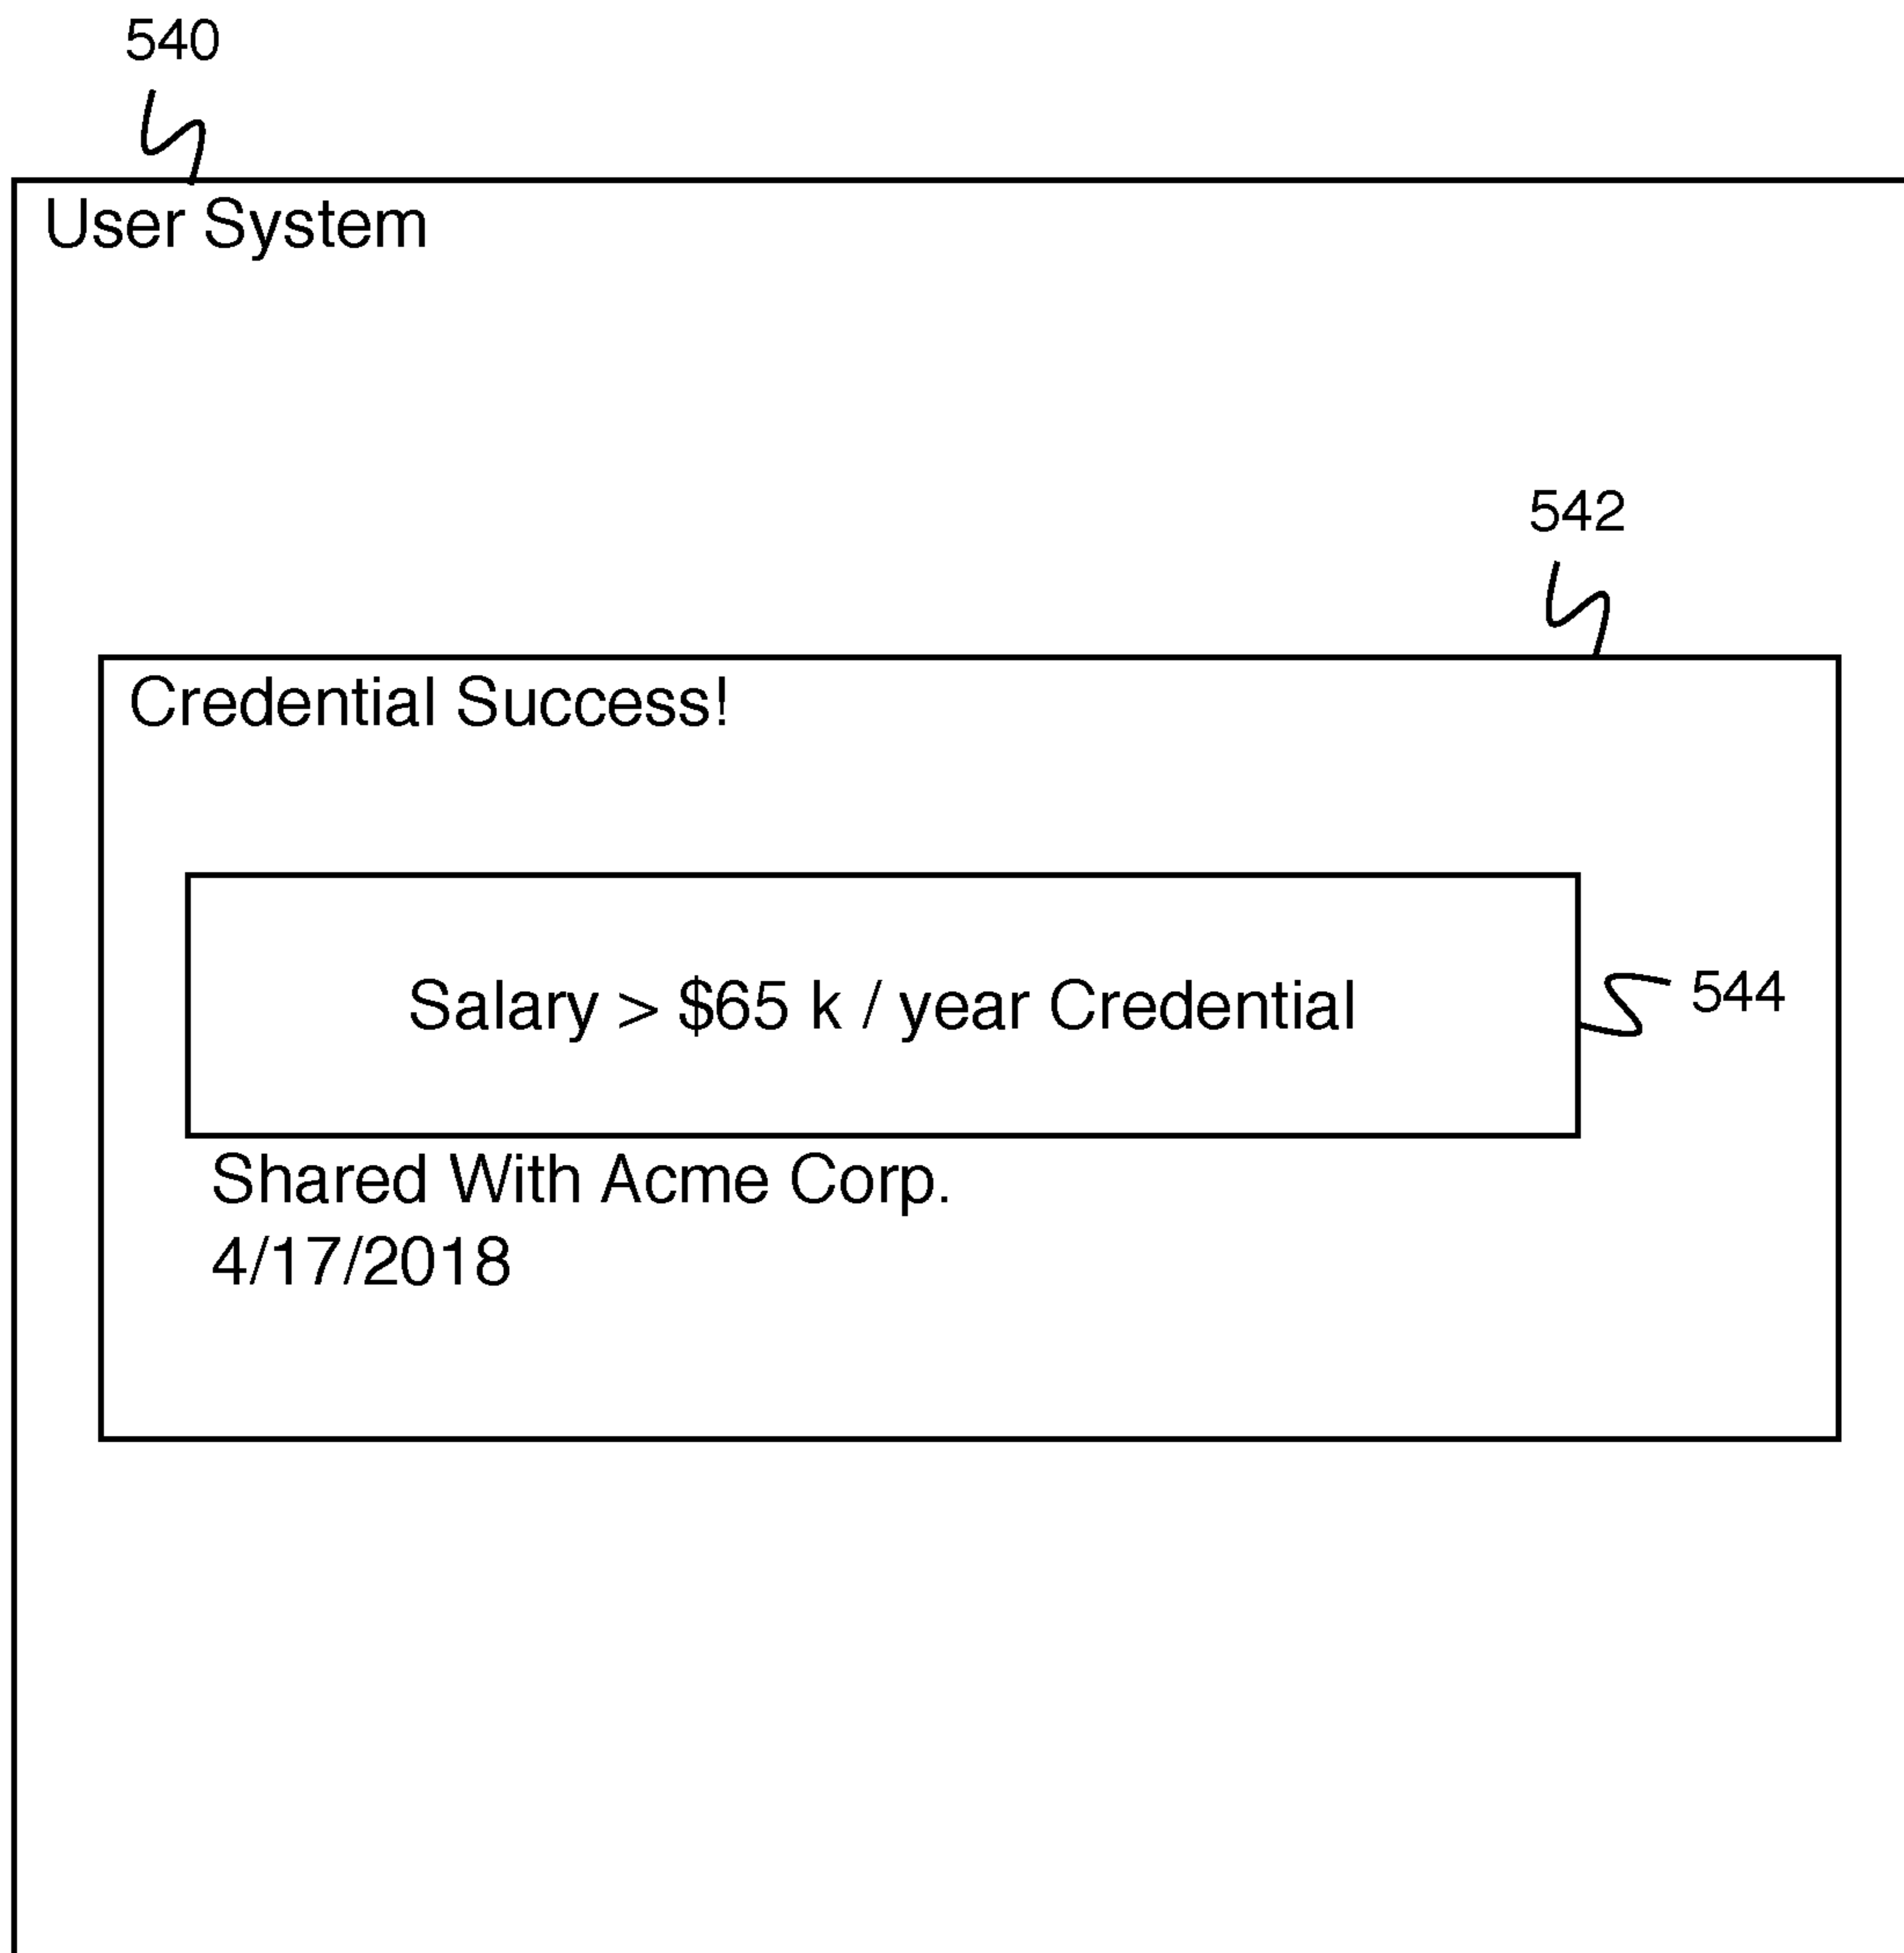 540
User System
542
Credential Success!
Salary > $65 k / year Credential
544
Shared With Acme Corp.
4/17/2018